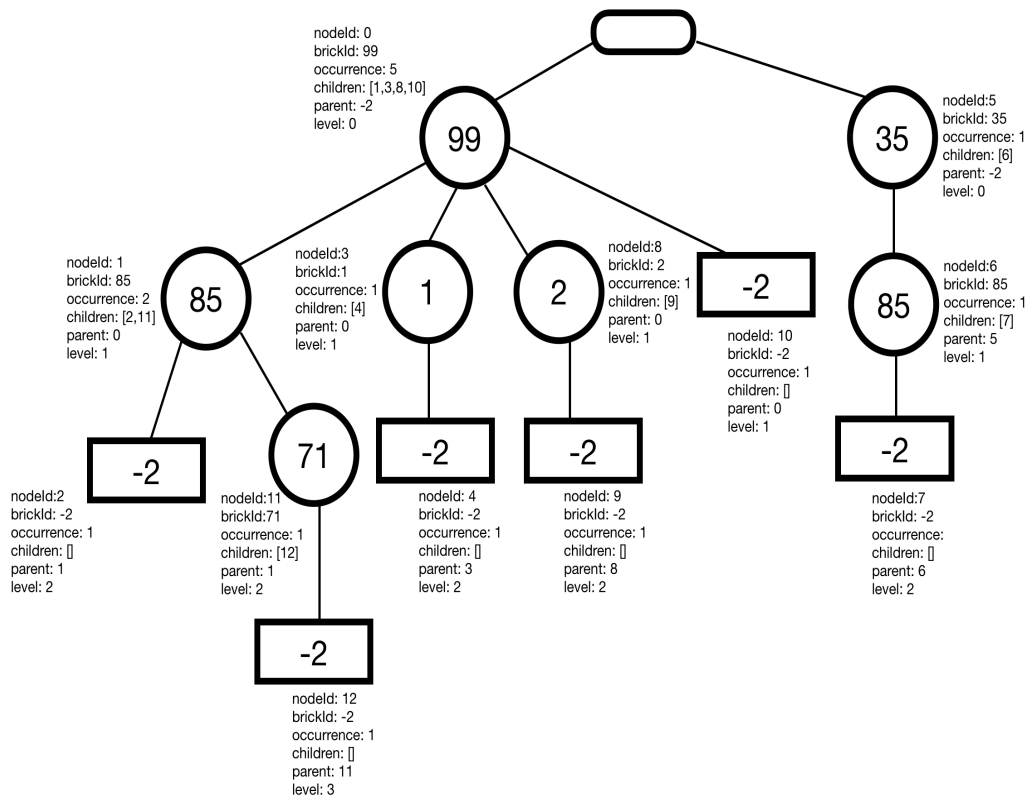 nodeId: 0
brickId: 99
occurrence: 5
children: [1,3,8,10]
parent: -2
level: 0
99
35
nodeId:5
brickId: 35
occurrence: 1
children: [6]
parent: -2
level: 0
nodeId: 1
brickId: 85
occurrence: 2
children: [2,11]
parent: 0
level: 1
85
nodeId:3
brickId:1
occurrence: 1
children: [4]
parent: 0
level: 1
1
2
nodeId:8
brickId: 2
occurrence: 1
children: [9]
parent: 0
level: 1
-2
nodeId: 10
brickId: -2
occurrence: 1
children: []
parent: 0
level: 1
85
nodeId:6
brickId: 85
occurrence: 1
children: [7]
parent: 5
level: 1
-2
nodeId:2
brickId: -2
occurrence: 1
children: []
parent: 1
level: 2
71
nodeId:11
brickId:71
occurrence: 1
children: [12]
parent: 1
level: 2
-2
nodeId: 4
brickId: -2
occurrence: 1
children: []
parent: 3
level: 2
-2
nodeId: 9
brickId: -2
occurrence: 1
children: []
parent: 8
level: 2
-2
nodeId:7
brickId: -2
occurrence:
children: []
parent: 6
level: 2
-2
nodeId: 12
brickId: -2
occurrence: 1
children: []
parent: 11
level: 3